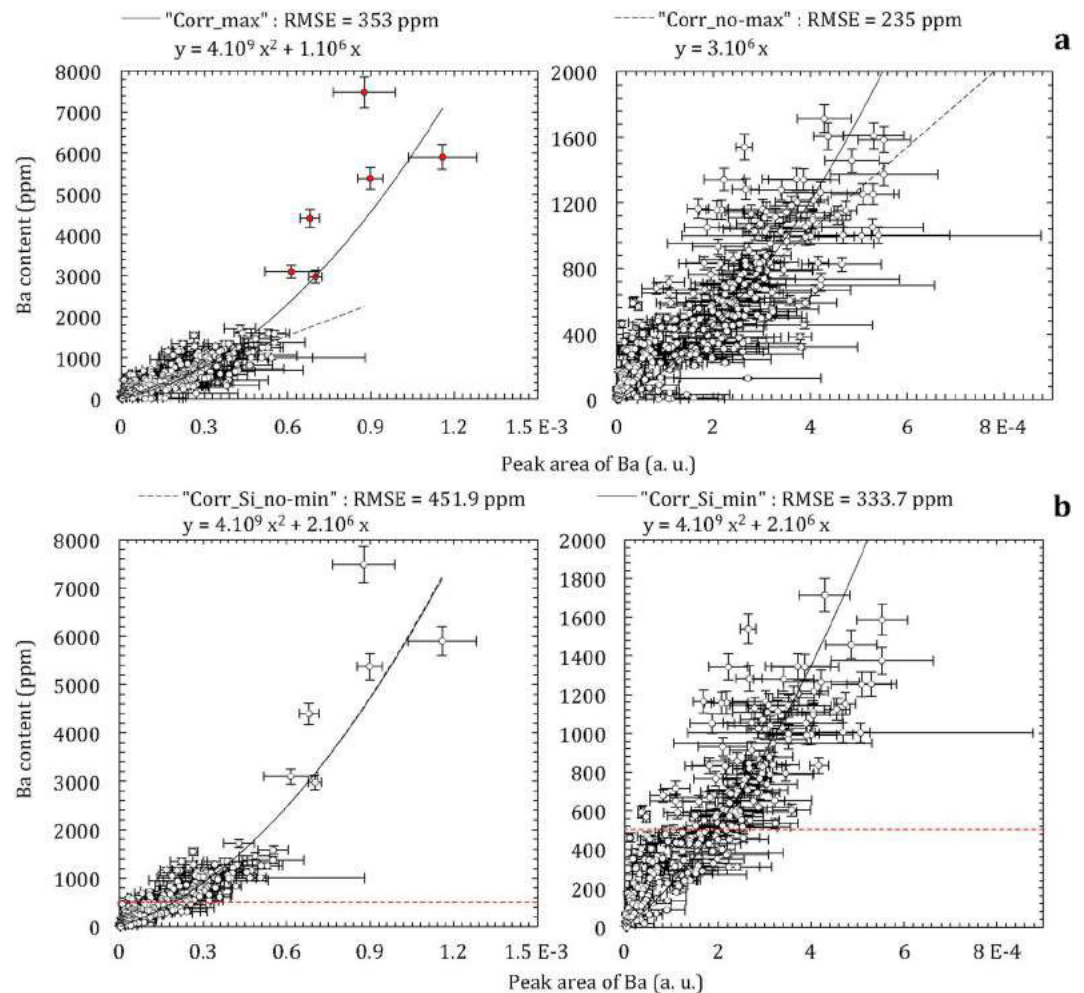 "Corr_max" : RMSE = 353 ppm
y = 4.10⁹ x² + 1.10⁶ x
"Corr_no-max" : RMSE = 235 ppm
y = 3.10⁶ x
a
8000
7000
6000
5000
4000
3000
2000
1000
0
Ba content (ppm)
0 0.3 0.6 0.9 1.2 1.5 E-3
2000
1600
1200
800
400
0
0 2 4 6 8 E-4
Peak area of Ba (a. u.)
"Corr_Si_no-min" : RMSE = 451.9 ppm
y = 4.10⁹ x² + 2.10⁶ x
"Corr_Si_min" : RMSE = 333.7 ppm
y = 4.10⁹ x² + 2.10⁶ x
b
8000
7000
6000
5000
4000
3000
2000
1000
0
Ba content (ppm)
0 0.3 0.6 0.9 1.2 1.5 E-3
2000
1800
1600
1400
1200
1000
800
600
400
200
0
0 2 4 6 8 E-4
Peak area of Ba (a. u.)